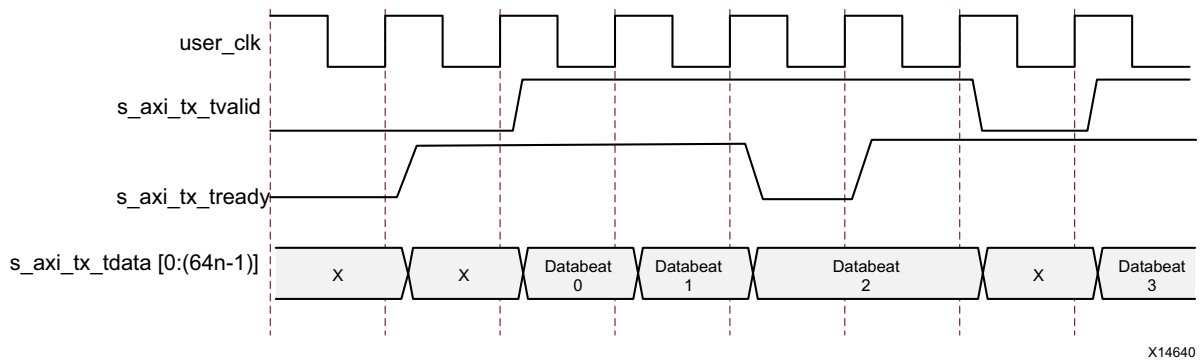 user_clk
s_axi_tx_tvalid
s_axi_tx_tready
s_axi_tx_tdata [0:(64n-1)]
X
X
Databeat
0
Databeat
1
Databeat
2
X
Databeat
3
X14640